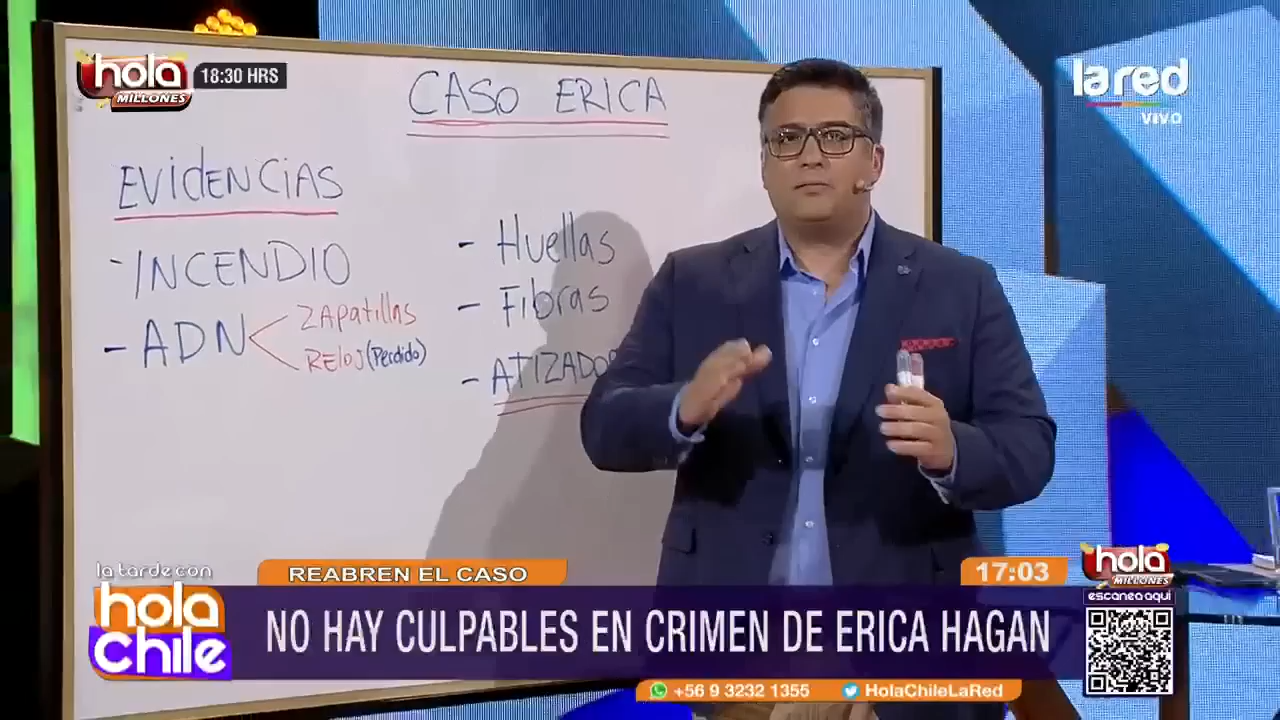 hola
MILLONES
18:30 HRS
la red
VIVO
CASO ERICA
EVIDENCIAS
- INCENDIO
- ADN
ZAPAtillas
(Perdido)
- Huellas
- Fibras
- ATIZADOR
la tarde con
hola
Chile
REABREN EL CASO
17:03
NO HAY CULPABLES EN CRIMEN DE ERICA HAGAN
+56 9 3232 1355
HolaChileLaRed
hola
MILLONES
escanea aquí